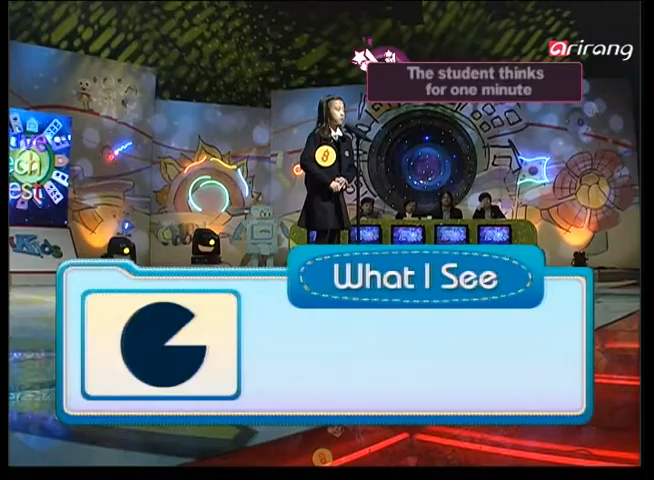 arirang
The student thinks
for one minute
8
What I See